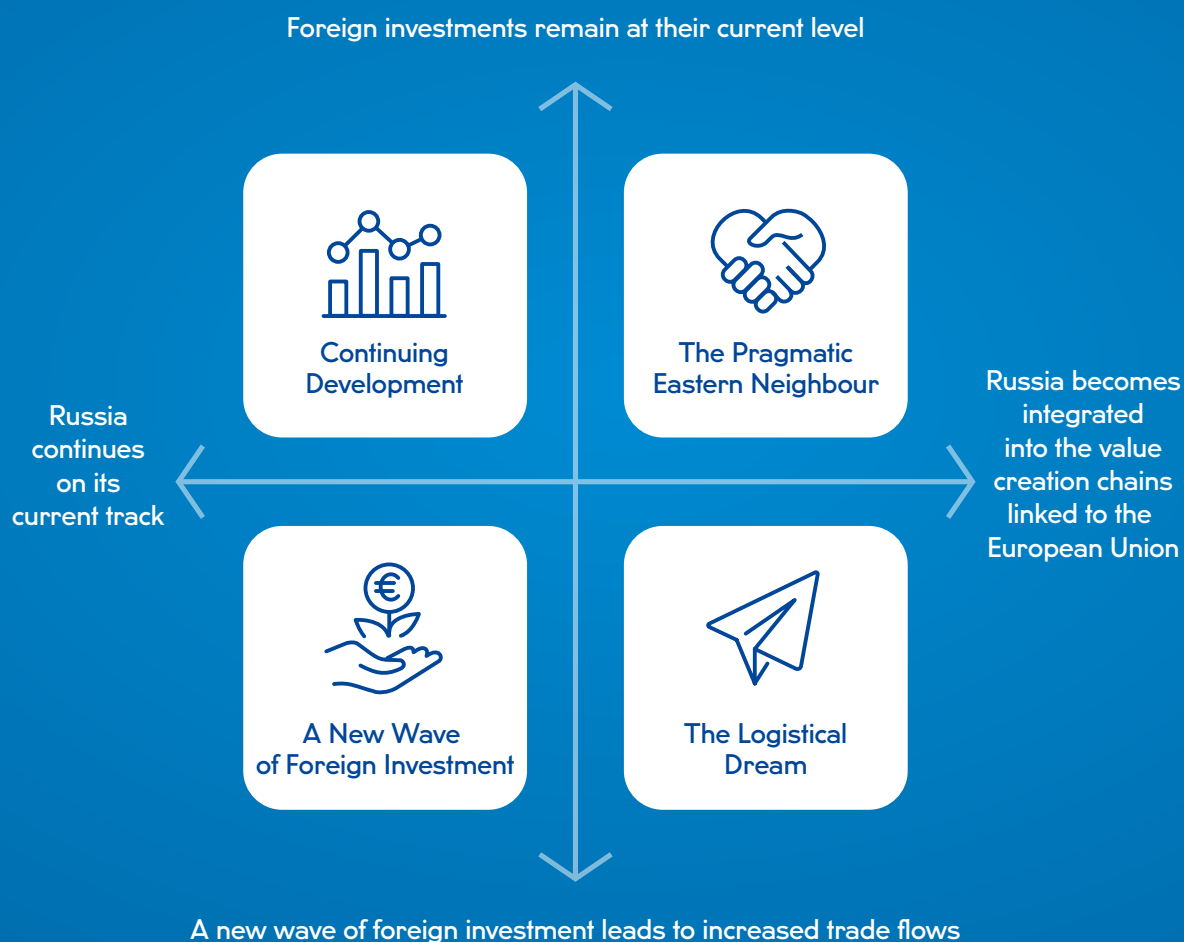 Foreign investments remain at their current level
Continuing
Development
The Pragmatic
Eastern Neighbour
Russia
continues
on its
current track
Russia becomes
integrated
into the value
creation chains
linked to the
European Union
€
A New Wave
of Foreign Investment
The Logistical
Dream
A new wave of foreign investment leads to increased trade flows